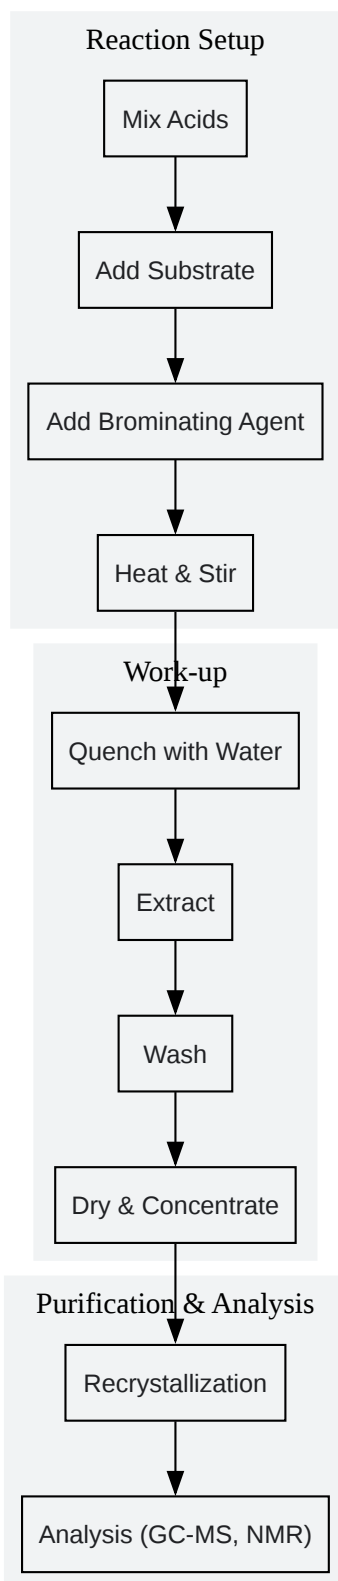 Reaction Setup
Mix Acids
Add Substrate
Add Brominating Agent
Heat & Stir
Work-up
Quench with Water
Extract
Wash
Dry & Concentrate
Purification & Analysis
Recrystallization
Analysis (GC-MS, NMR)